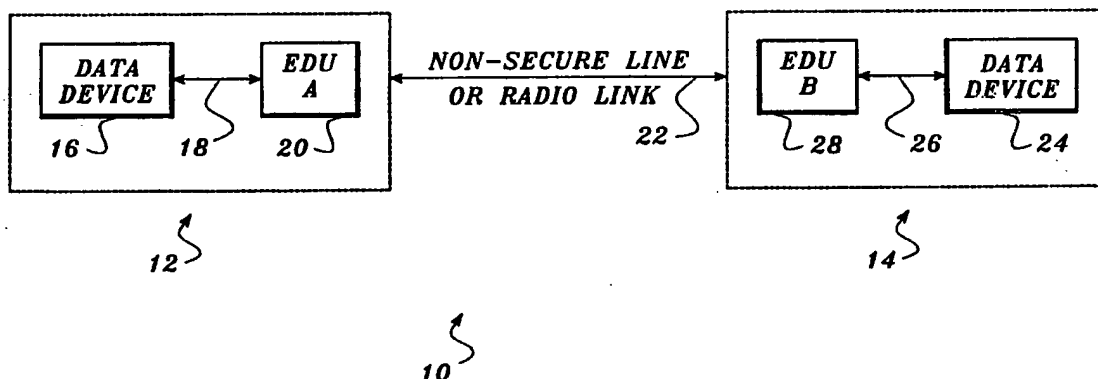 DATA DEVICE
EDU A
NON-SECURE LINE
OR RADIO LINK
EDU B
DATA DEVICE
16
18
20
22
28
26
24
12
14
10